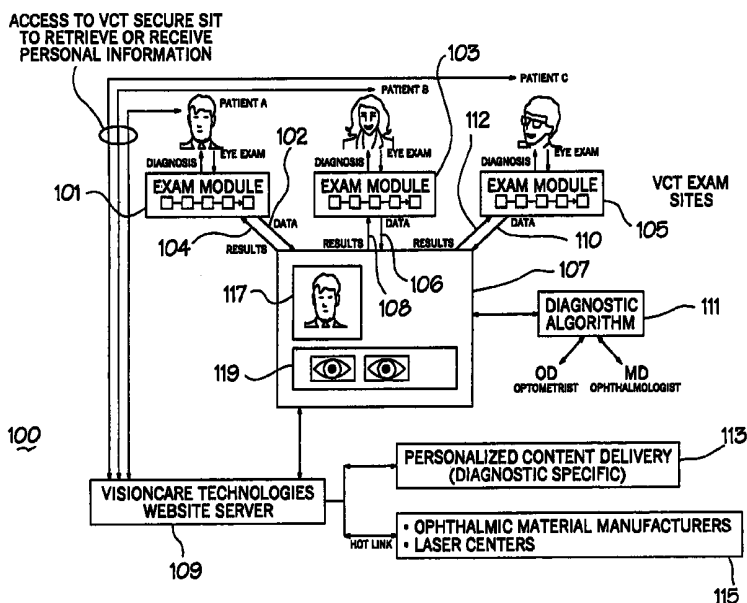 ACCESS TO VCT SECURE SIT
TO RETRIEVE OR RECEIVE
PERSONAL INFORMATION
103
PATIENT C
PATIENT B
PATIENT A
102
112
DIAGNOSIS
EYE EXAM
DIAGNOSIS
EYE EXAM
DIAGNOSIS
EYE EXAM
101
EXAM MODULE
EXAM MODULE
EXAM MODULE
VCT EXAM
SITES
104
DATA
DATA
DATA
105
RESULTS
RESULTS
RESULTS
110
106
108
107
117
DIAGNOSTIC
ALGORITHM
111
119
OD
OPTOMETRIST
MD
OPHTHALMOLOGIST
100
PERSONALIZED CONTENT DELIVERY
(DIAGNOSTIC SPECIFIC)
113
VISIONCARE TECHNOLOGIES
WEBSITE SERVER
109
HOT LINK
• OPHTHALMIC MATERIAL MANUFACTURERS
• LASER CENTERS
115